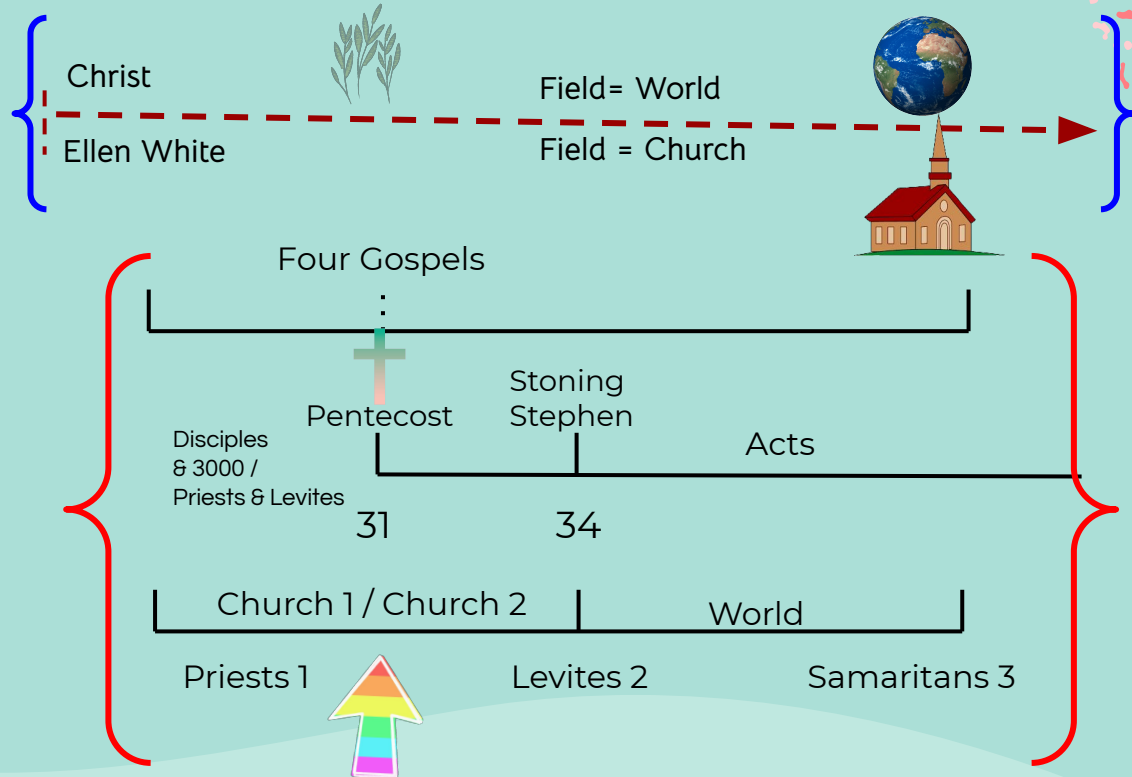 Christ
Field= World
Ellen White
Field = Church
Four Gospels
Stoning
Stephen
Pentecost
Acts
Disciples
& 3000 /
Priests & Levites
31
34
Church 1 / Church 2
World
Priests 1
Levites 2
Samaritans 3